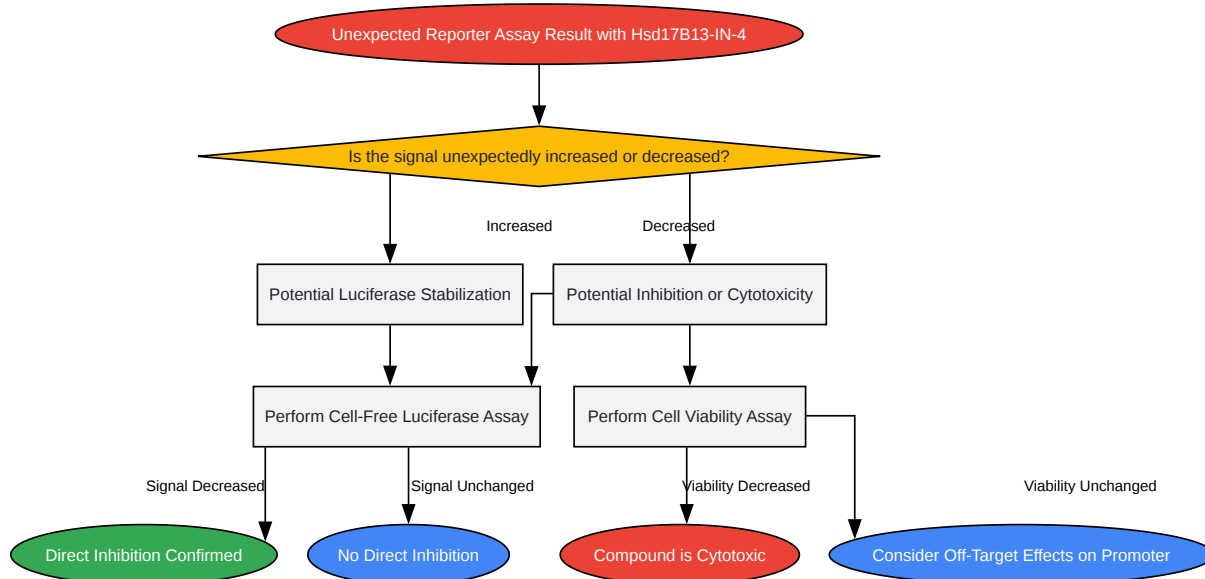 Unexpected Reporter Assay Result with Hsd17B13-IN-4
Is the signal unexpectedly increased or decreased?
Increased
Decreased
Potential Luciferase Stabilization
Potential Inhibition or Cytotoxicity
Perform Cell-Free Luciferase Assay
Perform Cell Viability Assay
Signal Decreased
Signal Unchanged
Viability Decreased
Viability Unchanged
Direct Inhibition Confirmed
No Direct Inhibition
Compound is Cytotoxic
Consider Off-Target Effects on Promoter